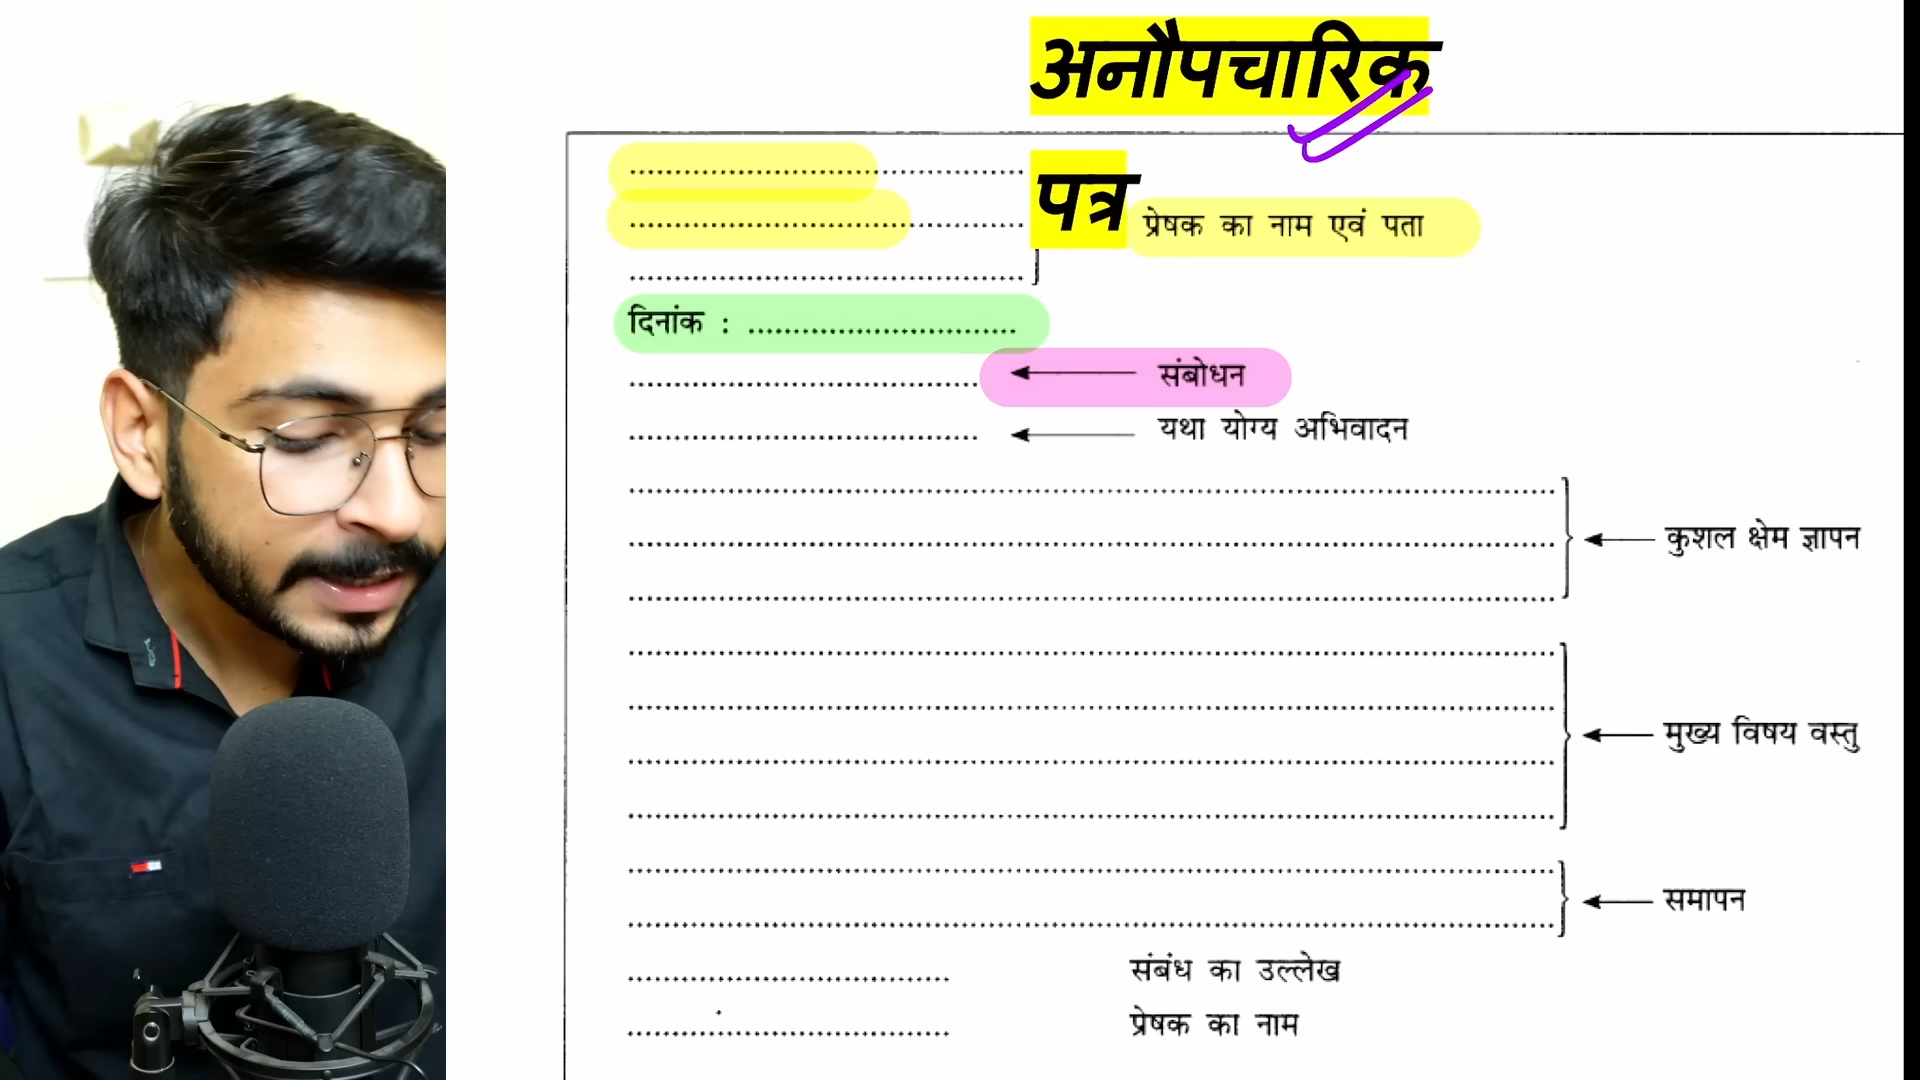 अनौपचारिक
पत्र
प्रेषक का नाम एवं पता
दिनांक : ..............................
संबोधन
यथा योग्य अभिवादन
कुशल क्षेम ज्ञापन
मुख्य विषय वस्तु
समापन
संबंध का उल्लेख
प्रेषक का नाम